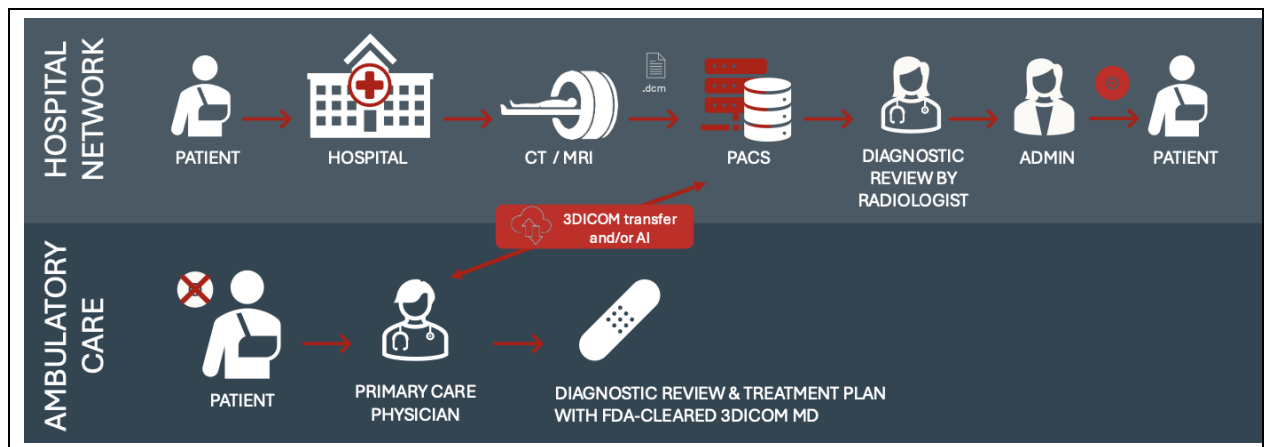 HOSPITAL
NETWORK
.dcm
PATIENT
HOSPITAL
CT / MRI
PACS
DIAGNOSTIC
REVIEW BY
RADIOLOGIST
ADMIN
PATIENT
3DICOM transfer
and/or AI
AMBULATORY
CARE
PATIENT
PRIMARY CARE
PHYSICIAN
DIAGNOSTIC REVIEW & TREATMENT PLAN
WITH FDA-CLEARED 3DICOM MD